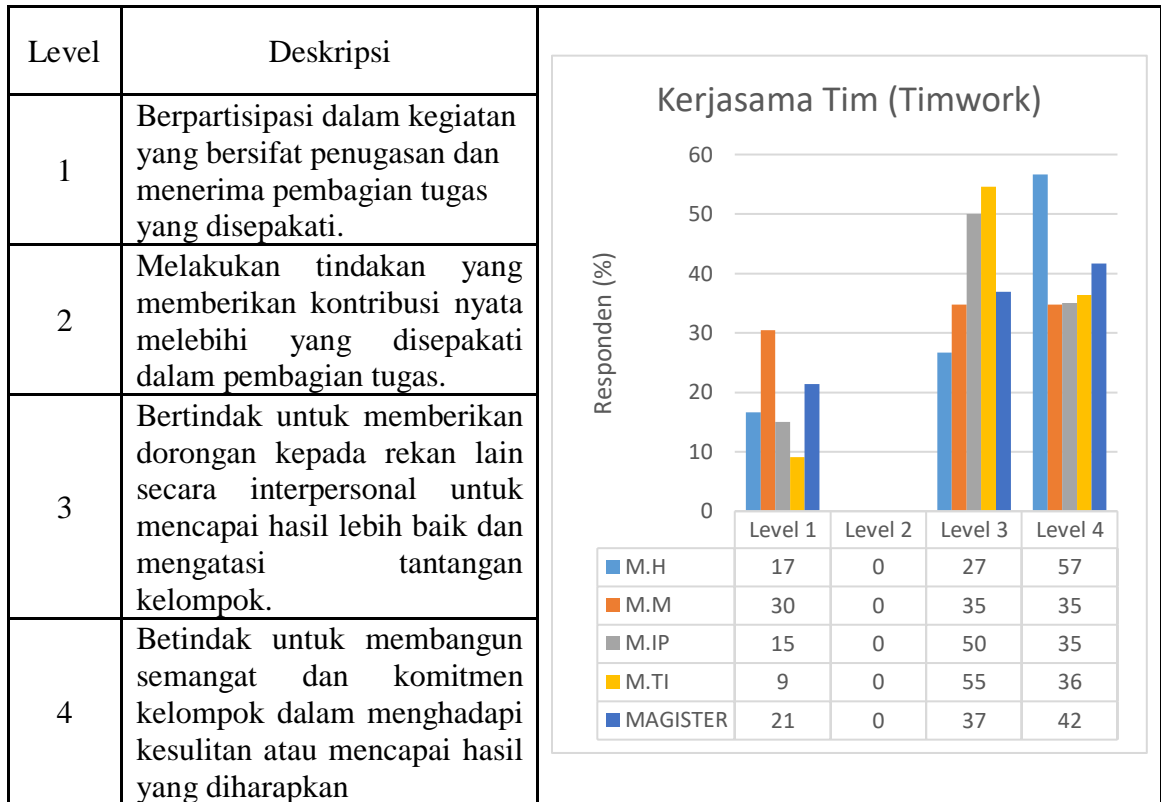 Level Deskripsi
1
Berpartisipasi dalam kegiatan
yang bersifat penugasan dan
menerima pembagian tugas
yang disepakati.
2
Melakukan tindakan yang
memberikan kontribusi nyata
melebihi yang disepakati
dalam pembagian tugas.
3
Bertindak untuk memberikan
dorongan kepada rekan lain
secara interpersonal untuk
mencapai hasil lebih baik dan
mengatasi tantangan
kelompok.
4
Betindak untuk membangun
semangat dan komitmen
kelompok dalam menghadapi
kesulitan atau mencapai hasil
yang diharapkan
Kerjasama Tim (Timwork)
Responden (%)
60
50
40
30
20
10
0
Level 1 Level 2 Level 3 Level 4
M.H 17 0 27 57
M.M 30 0 35 35
M.IP 15 0 50 35
M.TI 9 0 55 36
MAGISTER 21 0 37 42